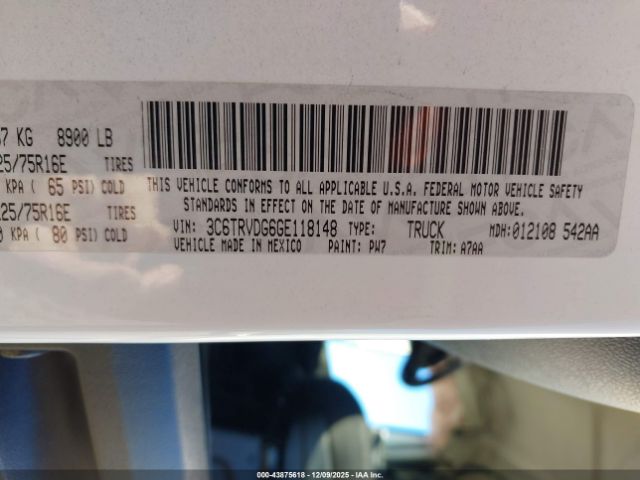 7 KG 8900 LB
25/75R16E TIRES
KPA ( 65 PSI) COLD
25/75R16E TIRES
0 KPA ( 80 PSI) COLD
THIS VEHICLE CONFORMS TO ALL APPLICABLE U.S.A. FEDERAL MOTOR VEHICLE SAFETY
STANDARDS IN EFFECT ON THE DATE OF MANUFACTURE SHOWN ABOVE.
VIN: 3C6TRVDG6GE118148 TYPE: TRUCK MDH:012108 542AA
VEHICLE MADE IN MEXICO PAINT: PW7 TRIM: A7AA
000-43875618 - 12/09/2025 - IAA Inc.